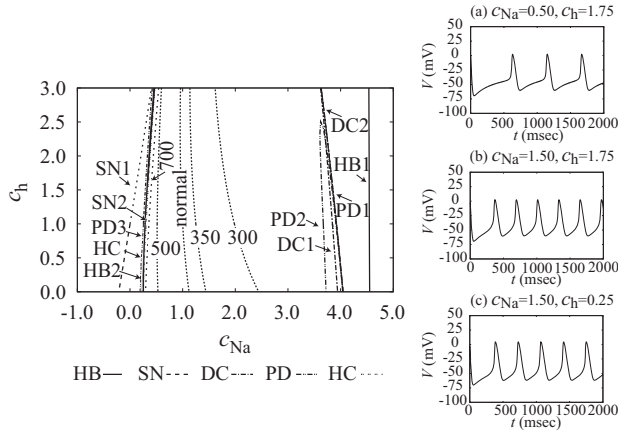 3.0
2.5
2.0
1.5
1.0
0.5
0.0
c_h
-1.0 0.0 1.0 2.0 3.0 4.0 5.0
c_Na
SN1
SN2
PD3
HC
HB2
700
500
normal
350
300
DC2
HB1
PD2
PD1
DC1
HB SN DC PD HC
(a) c_Na=0.50, c_h=1.75
50
25
0
-25
-50
-75
-100
V (mV)
0 500 1000 1500 2000
t (msec)
(b) c_Na=1.50, c_h=1.75
50
25
0
-25
-50
-75
-100
V (mV)
0 500 1000 1500 2000
t (msec)
(c) c_Na=1.50, c_h=0.25
50
25
0
-25
-50
-75
-100
V (mV)
0 500 1000 1500 2000
t (msec)